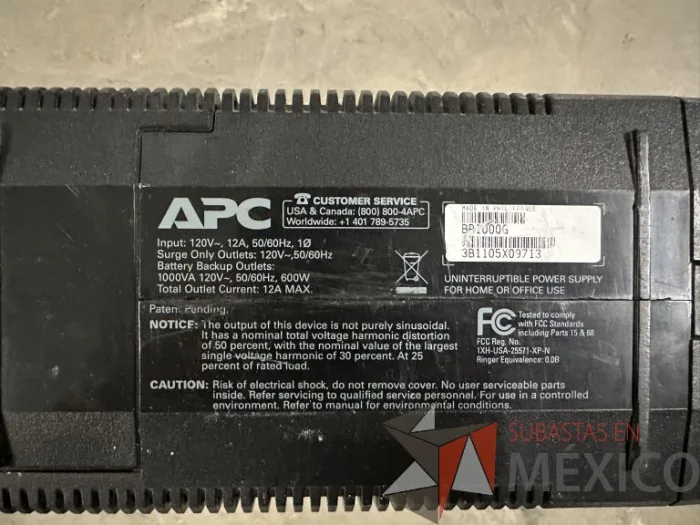 APC
CUSTOMER SERVICE
USA & Canada: (800) 800-4APC
Worldwide: +1 401 789-5735
Input: 120V~, 12A, 50/60Hz, 1Ø
Surge Only Outlets: 120V~,50/60Hz
Battery Backup Outlets:
1000VA 120V~, 50/60Hz, 600W
Total Outlet Current: 12A MAX.
MADE IN PHILIPPINES
BR1000G
3B1105X09713
UNINTERRUPTIBLE POWER SUPPLY
FOR HOME OR OFFICE USE
Patent Pending.
NOTICE: The output of this device is not purely sinusoidal.
It has a nominal total voltage harmonic distortion
of 50 percent, with the nominal value of the largest
single voltage harmonic of 30 percent. At 25
percent of rated load.
FC Tested to comply
with FCC Standards
including Parts 15 & 68
FCC Reg. No.
1XH-USA-25571-XP-N
Ringer Equivalence: 0.0B
CAUTION: Risk of electrical shock, do not remove cover. No user serviceable parts
inside. Refer servicing to qualified service personnel. For use in a controlled
environment. Refer to manual for environmental conditions.
SUBASTAS EN
MÉXICO